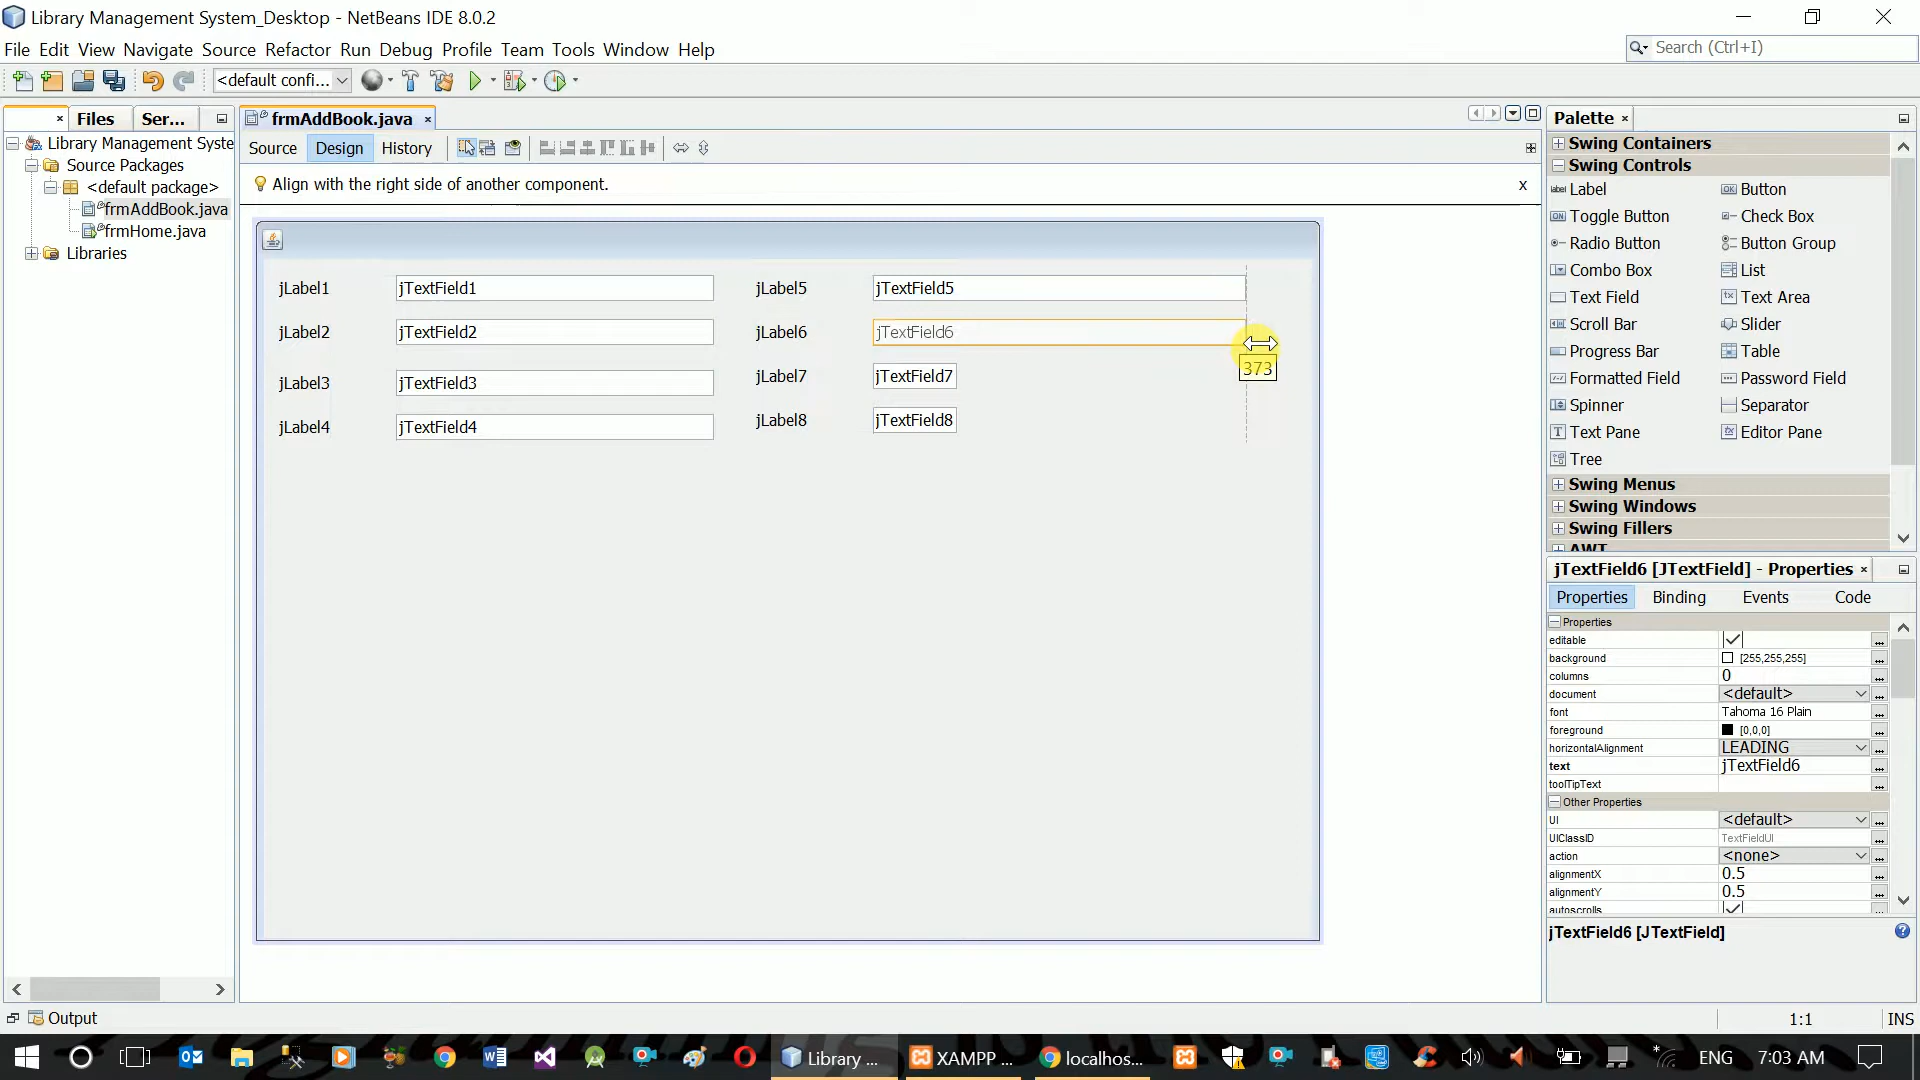 Library Management System_Desktop - NetBeans IDE 8.0.2
File Edit View Navigate Source Refactor Run Debug Profile Team Tools Window Help
Search (Ctrl+I)
<default confi...
Files
Ser...
frmAddBook.java
Source Design History
Align with the right side of another component.
x
Library Management Syste
Source Packages
<default package>
frmAddBook.java
frmHome.java
Libraries
jLabel1 jTextField1 jLabel5 jTextField5
jLabel2 jTextField2 jLabel6 jTextField6
373
jLabel3 jTextField3 jLabel7 jTextField7
jLabel4 jTextField4 jLabel8 jTextField8
Palette
Swing Containers
Swing Controls
Label Button
Toggle Button Check Box
Radio Button Button Group
Combo Box List
Text Field Text Area
Scroll Bar Slider
Progress Bar Table
Formatted Field Password Field
Spinner Separator
Text Pane Editor Pane
Tree
Swing Menus
Swing Windows
Swing Fillers
AWT
jTextField6 [JTextField] - Properties
Properties Binding Events Code
Properties
editable
background [255,255,255]
columns 0
document <default>
font Tahoma 16 Plain
foreground [0,0,0]
horizontalAlignment LEADING
text jTextField6
toolTipText
Other Properties
UI <default>
UIClassID TextFieldUI
action <none>
alignmentX 0.5
alignmentY 0.5
autoscrolls
jTextField6 [JTextField]
Output
1:1 INS
Library ... XAMPP ... localhos... ENG 7:03 AM